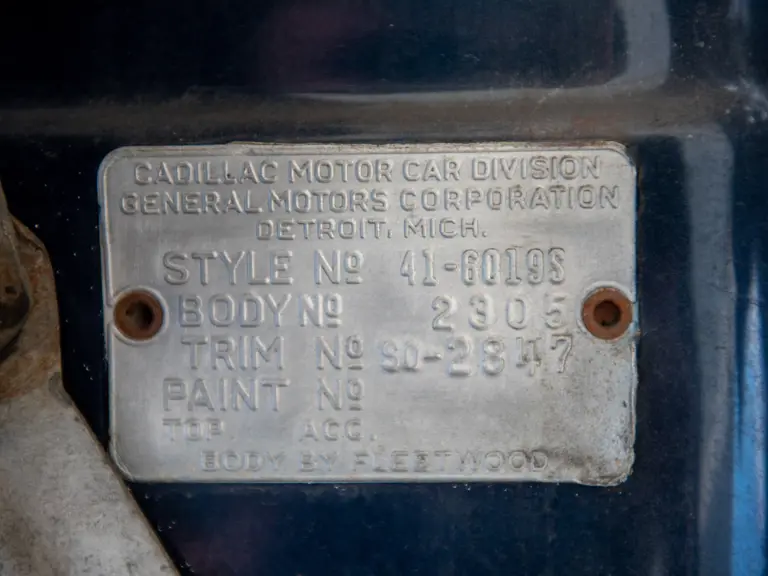 CADILLAC MOTOR CAR DIVISION
GENERAL MOTORS CORPORATION
DETROIT, MICH.
STYLE Nº 41-6019S
BODY Nº 2305
TRIM Nº SO-2847
PAINT Nº
TOP. ACC.
BODY BY FLEETWOOD